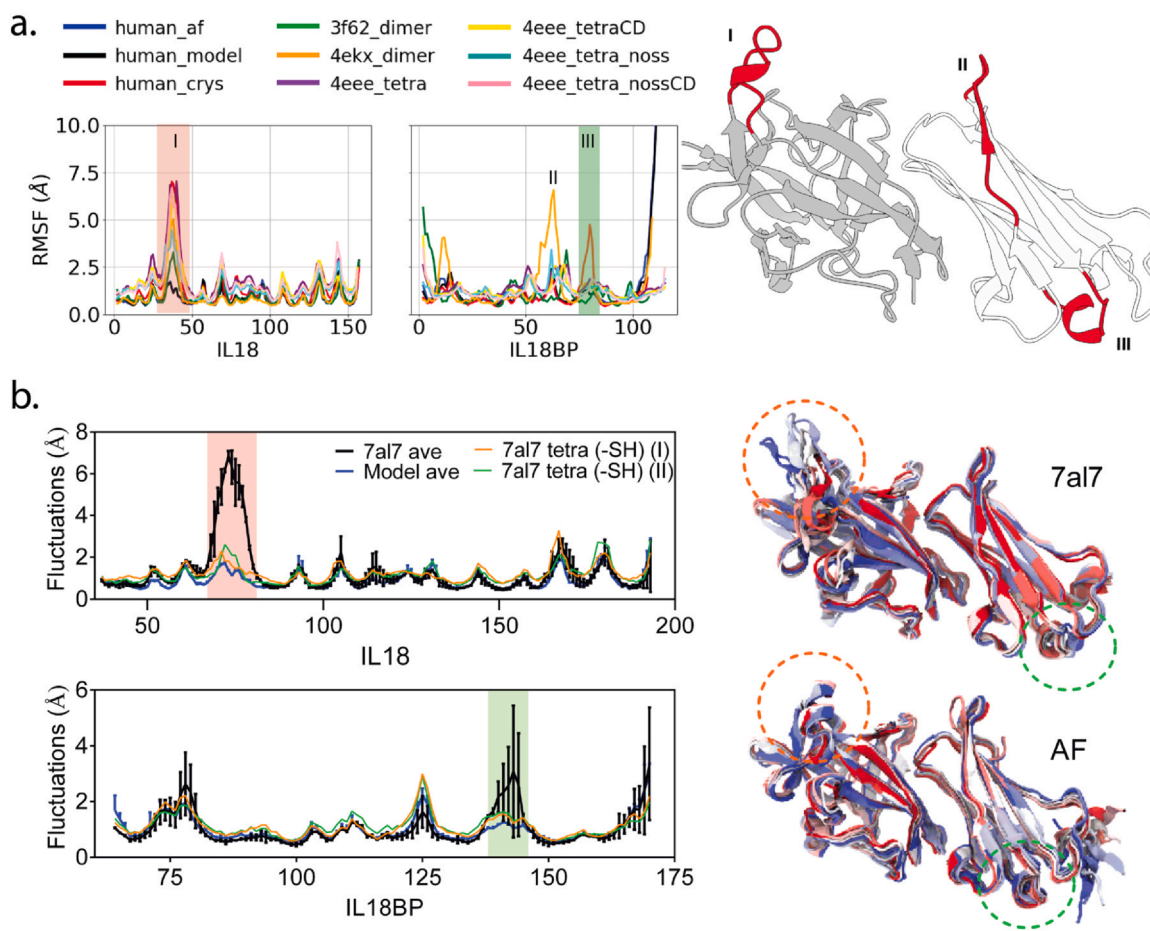 a.
human_af 3f62_dimer 4eee_tetraCD
human_model 4ekx_dimer 4eee_tetra_noss
human_crys 4eee_tetra 4eee_tetra_nossCD
I II
10.0 I II III
7.5
5.0
2.5
0.0
RMSF (Å)
0 50 100 150 0 50 100
IL18 IL18BP
III
b.
8
6
4
2
0
Fluctuations (Å)
7al7 ave 7al7 tetra (-SH) (I)
Model ave 7al7 tetra (-SH) (II)
50 100 150 200
IL18
7al7
6
4
2
0
Fluctuations (Å)
75 100 125 150 175
IL18BP
AF